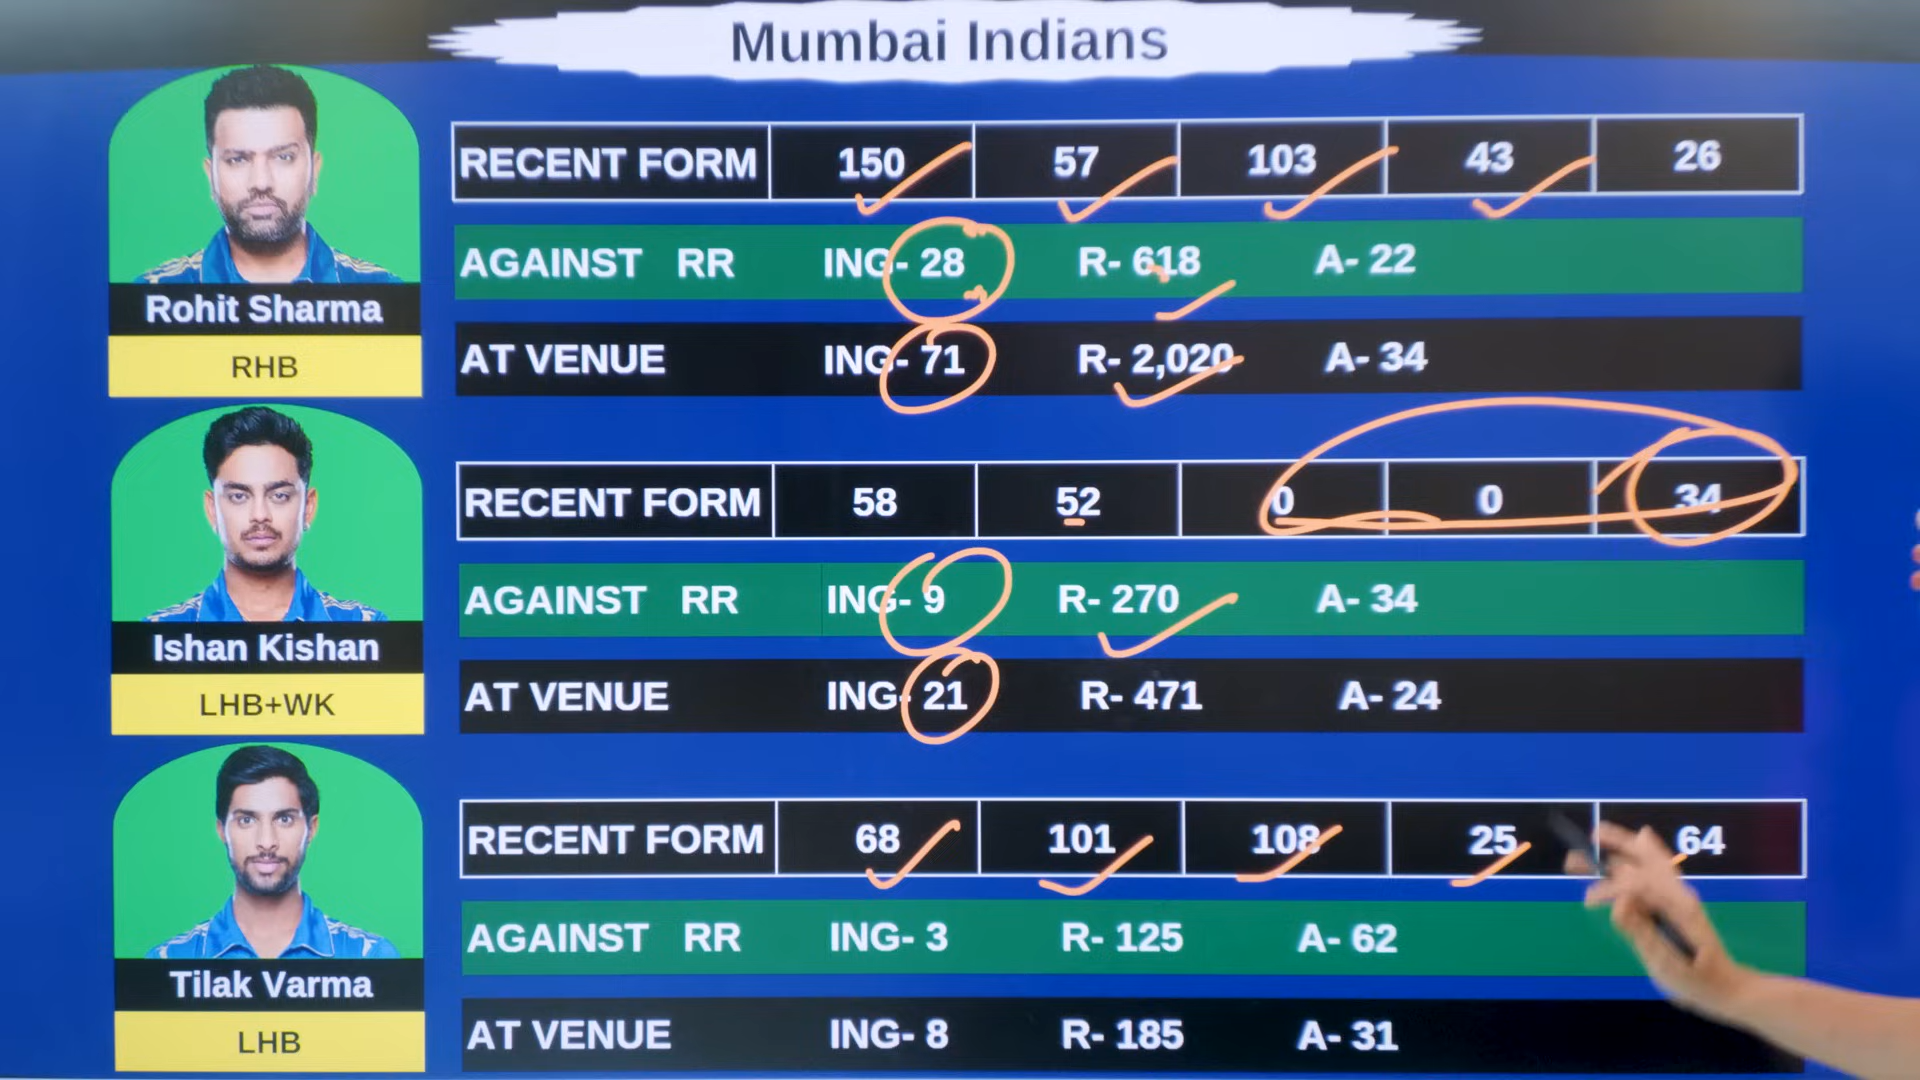 Mumbai Indians
RECENT FORM 150 57 103 43 26
AGAINST RR ING- 28 R- 618 A- 22
AT VENUE ING- 71 R- 2,020 A- 34
Rohit Sharma
RHB
RECENT FORM 58 52 0 0 34
AGAINST RR ING- 9 R- 270 A- 34
AT VENUE ING- 21 R- 471 A- 24
Ishan Kishan
LHB+WK
RECENT FORM 68 101 108 25 64
AGAINST RR ING- 3 R- 125 A- 62
AT VENUE ING- 8 R- 185 A- 31
Tilak Varma
LHB